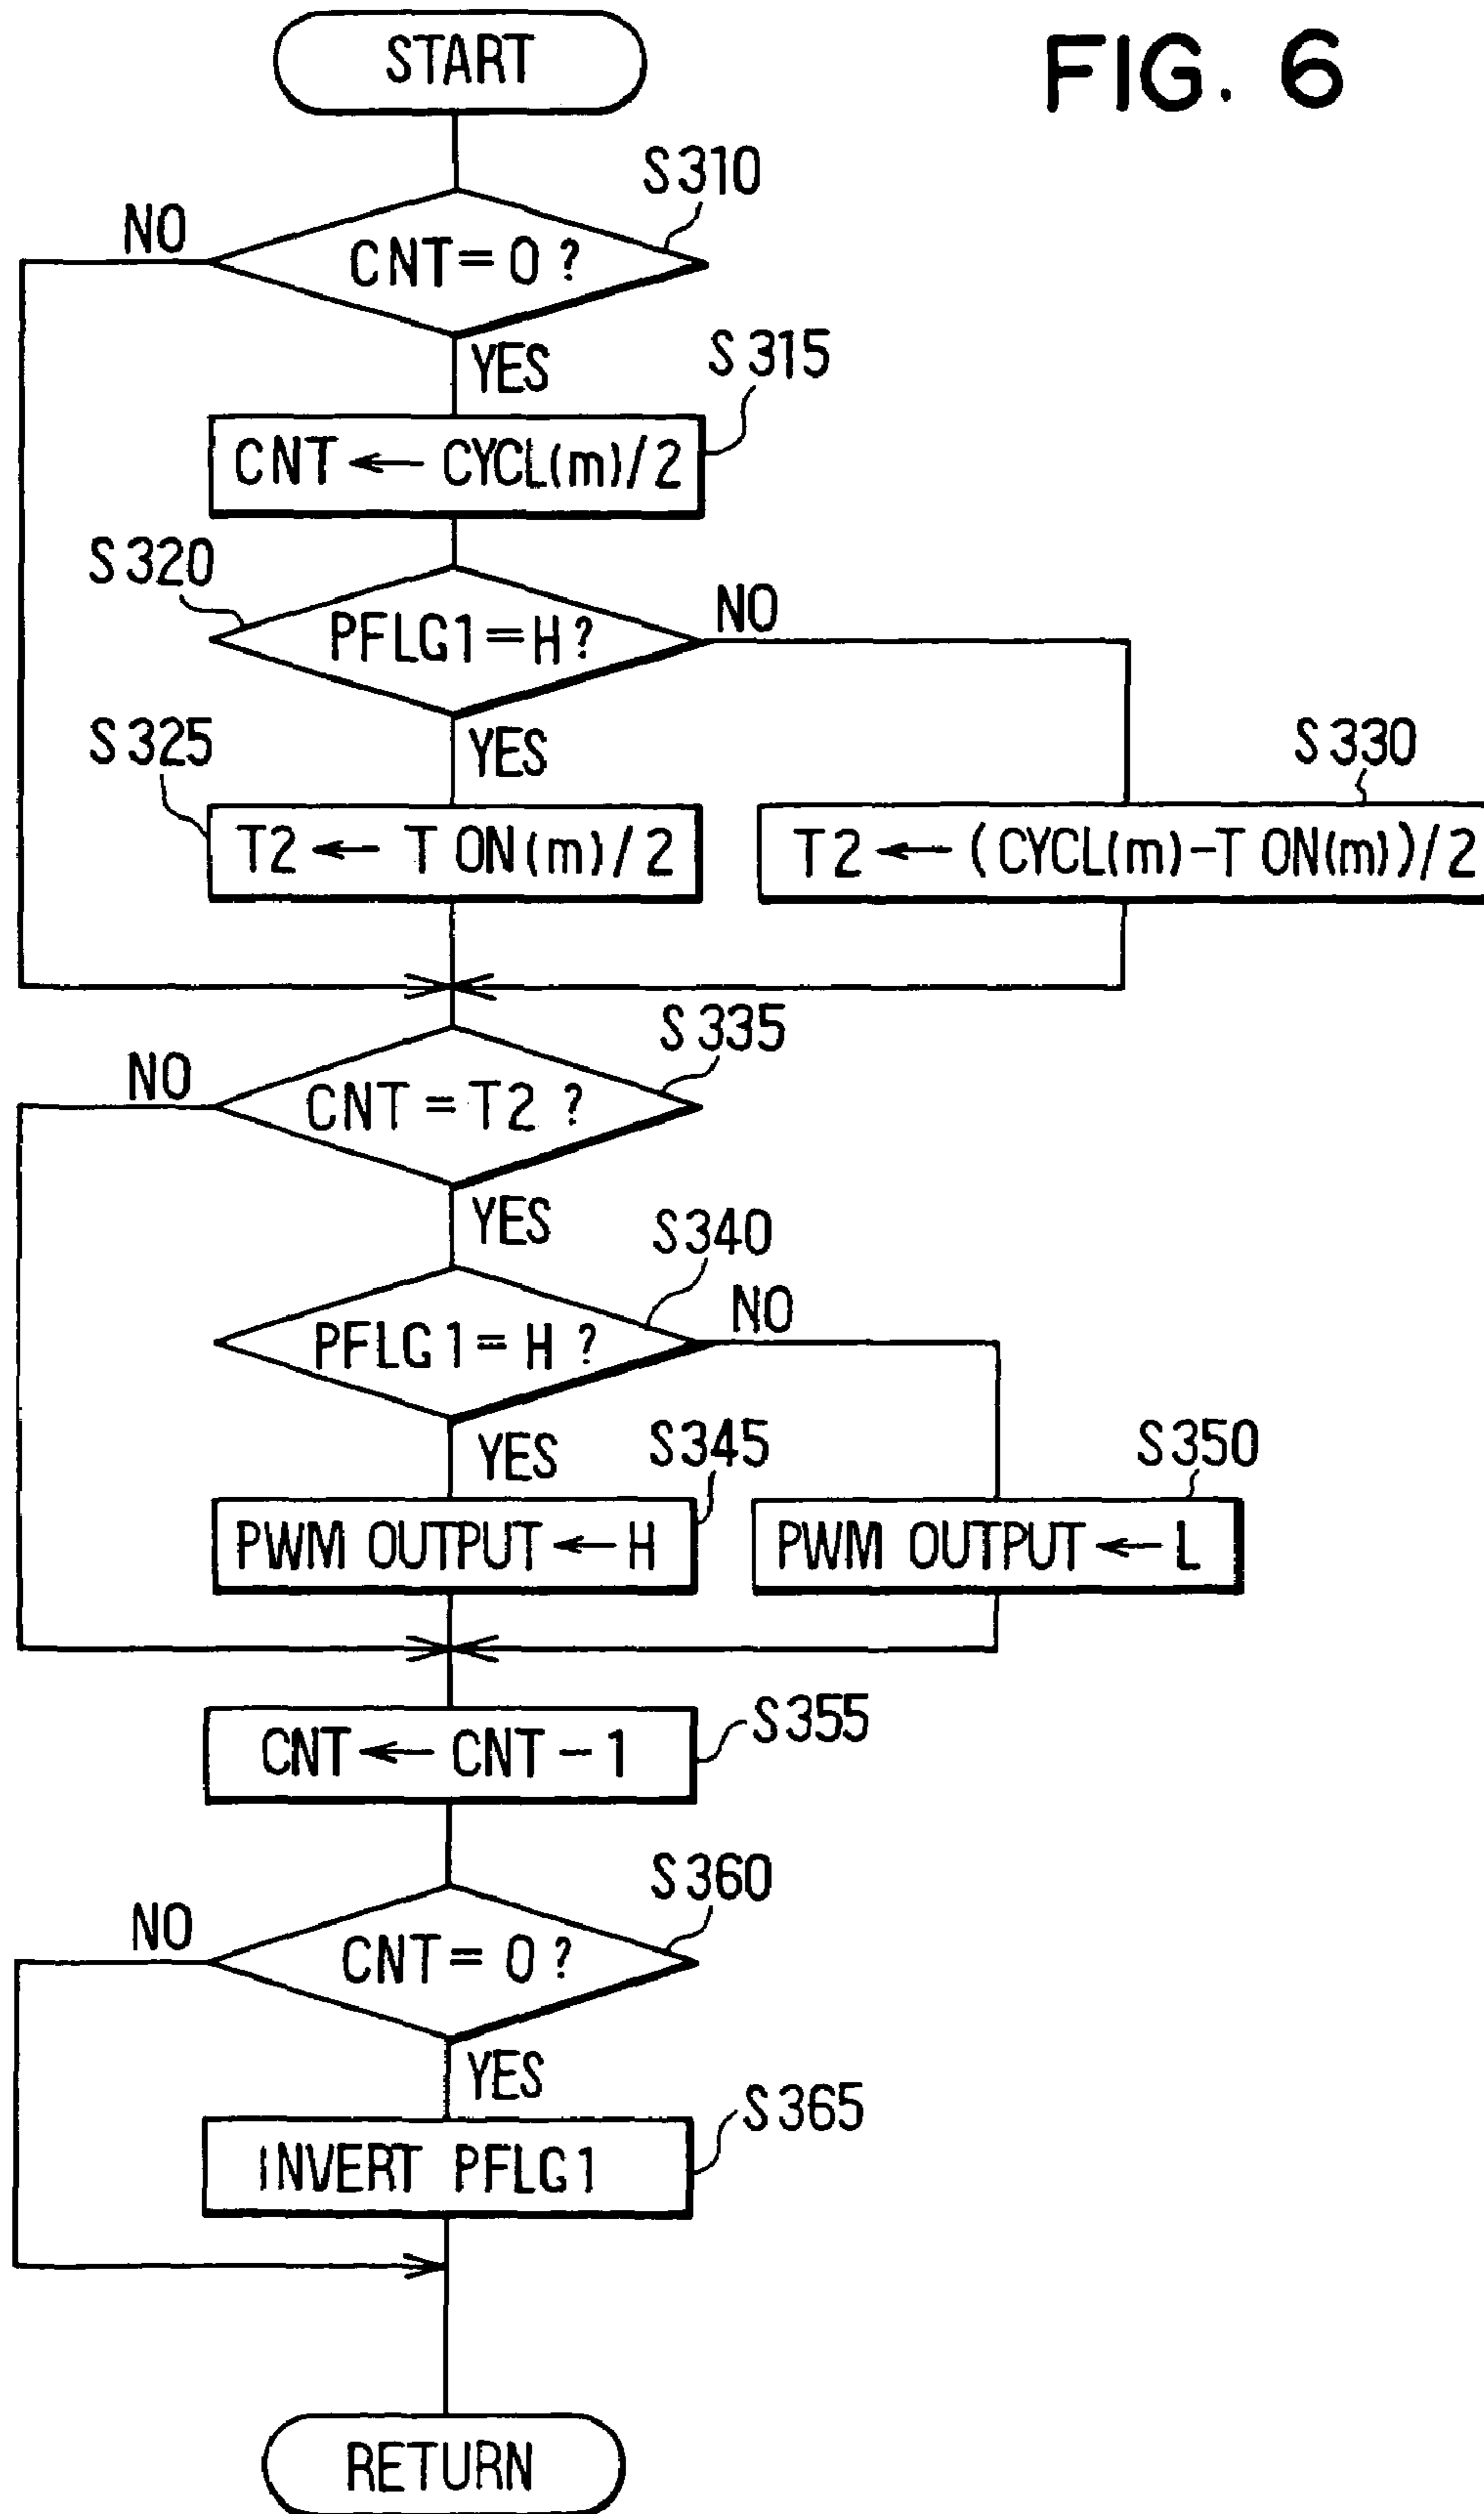 START
FIG. 6
S310
NO
CNT=0?
YES
S315
CNT ← CYCL(m)/2
S320
PFLG1=H?
NO
S325
YES
S330
T2 ← T ON(m)/2
T2 ← (CYCL(m)-T ON(m))/2
S335
NO
CNT=T2?
YES
S340
PFLG1=H?
NO
YES
S345
S350
PWM OUTPUT ← H
PWM OUTPUT ← L
S355
CNT ← CNT-1
S360
NO
CNT=0?
YES
S365
INVERT PFLG1
RETURN